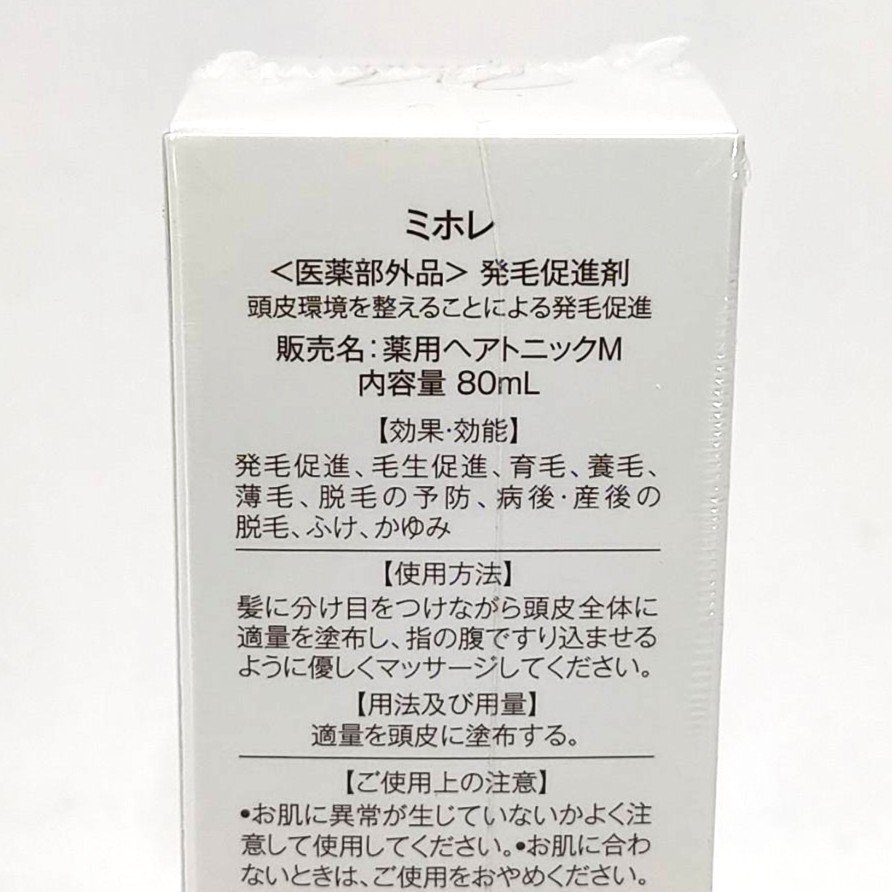 ミホレ
＜医薬部外品＞ 発毛促進剤
頭皮環境を整えることによる発毛促進
販売名：薬用ヘアトニックM
内容量 80mL
【効果・効能】
発毛促進、毛生促進、育毛、養毛、
薄毛、脱毛の予防、病後・産後の
脱毛、ふけ、かゆみ
【使用方法】
髪に分け目をつけながら頭皮全体に
適量を塗布し、指の腹ですり込ませる
ように優しくマッサージしてください。
【用法及び用量】
適量を頭皮に塗布する。
【ご使用上の注意】
•お肌に異常が生じていないかよく注
意して使用してください。•お肌に合わ
ないときは、ご使用をおやめください。